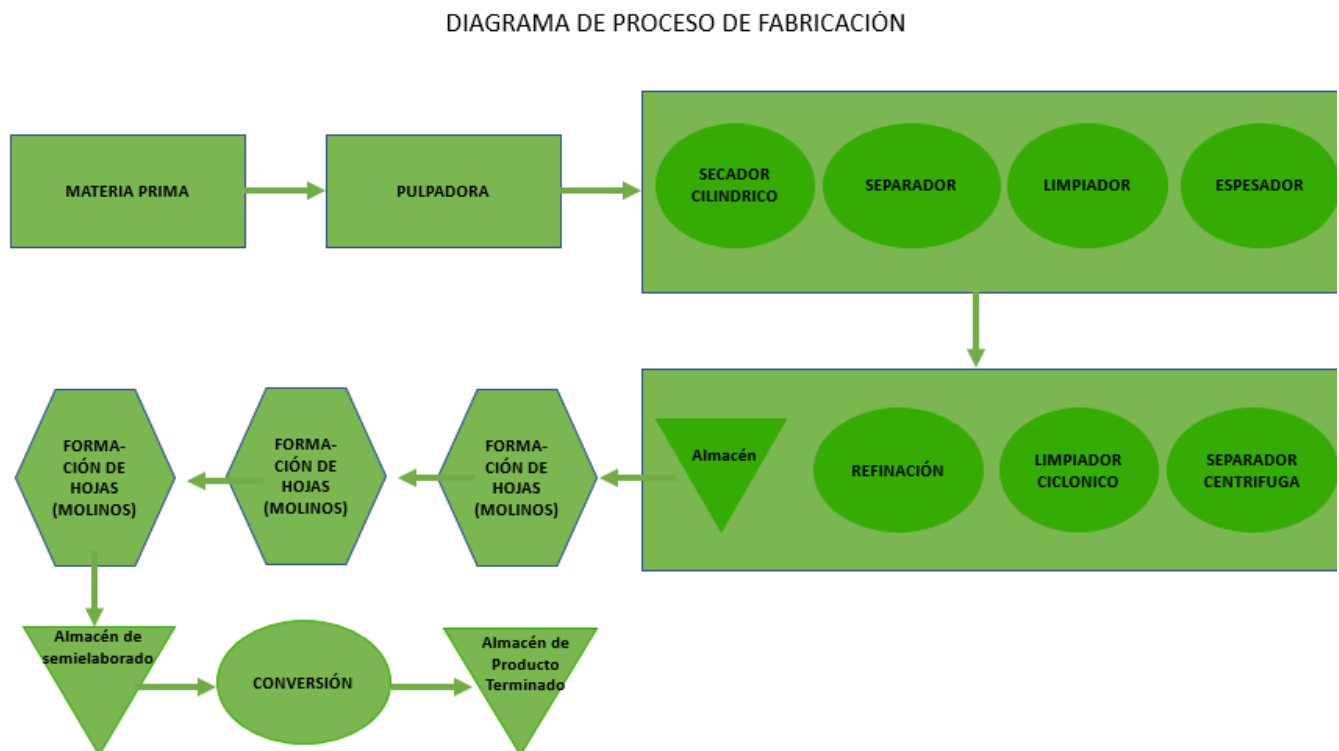 DIAGRAMA DE PROCESO DE FABRICACIÓN
MATERIA PRIMA
PULPADORA
SECADOR
CILINDRICO
SEPARADOR
LIMPIADOR
ESPESADOR
FORMA-
CIÓN DE
HOJAS
(MOLINOS)
FORMA-
CIÓN DE
HOJAS
(MOLINOS)
FORMA-
CIÓN DE
HOJAS
(MOLINOS)
Almacén
REFINACIÓN
LIMPIADOR
CICLONICO
SEPARADOR
CENTRIFUGA
Almacén de
semielaborado
CONVERSIÓN
Almacén de
Producto
Terminado